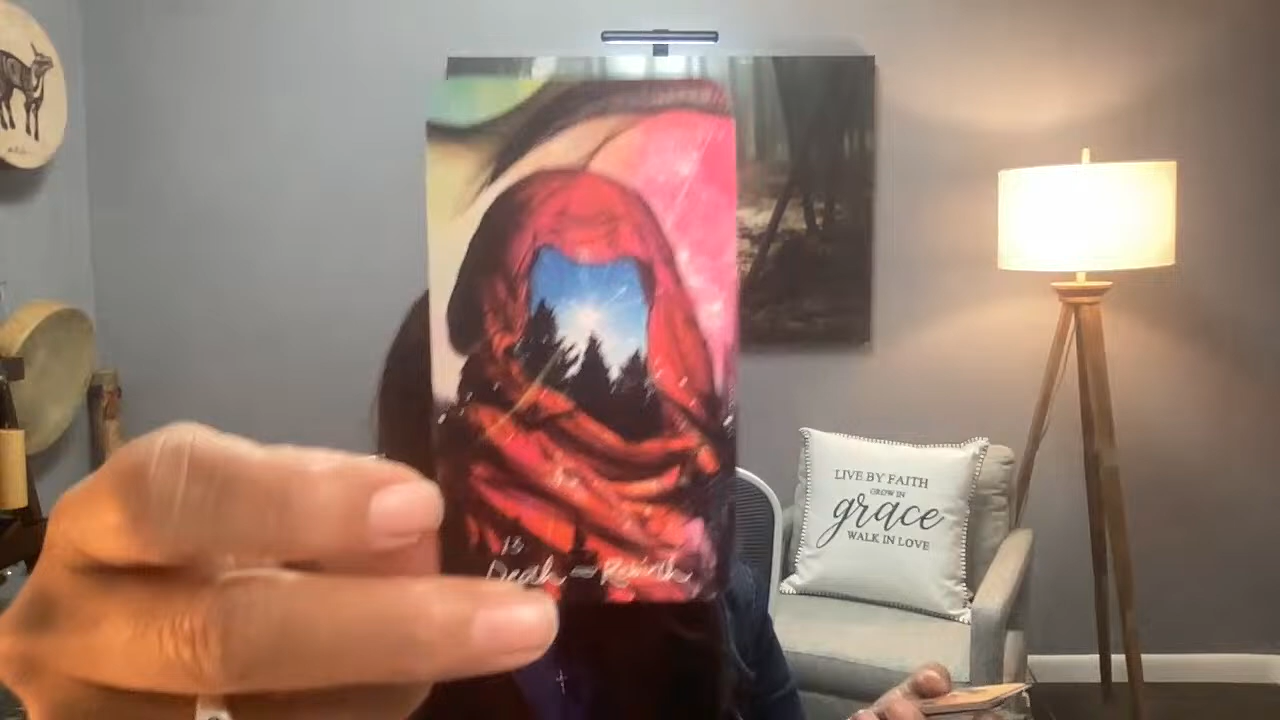 13
Death – Rebirth
LIVE BY FAITH
GROW IN
grace
WALK IN LOVE